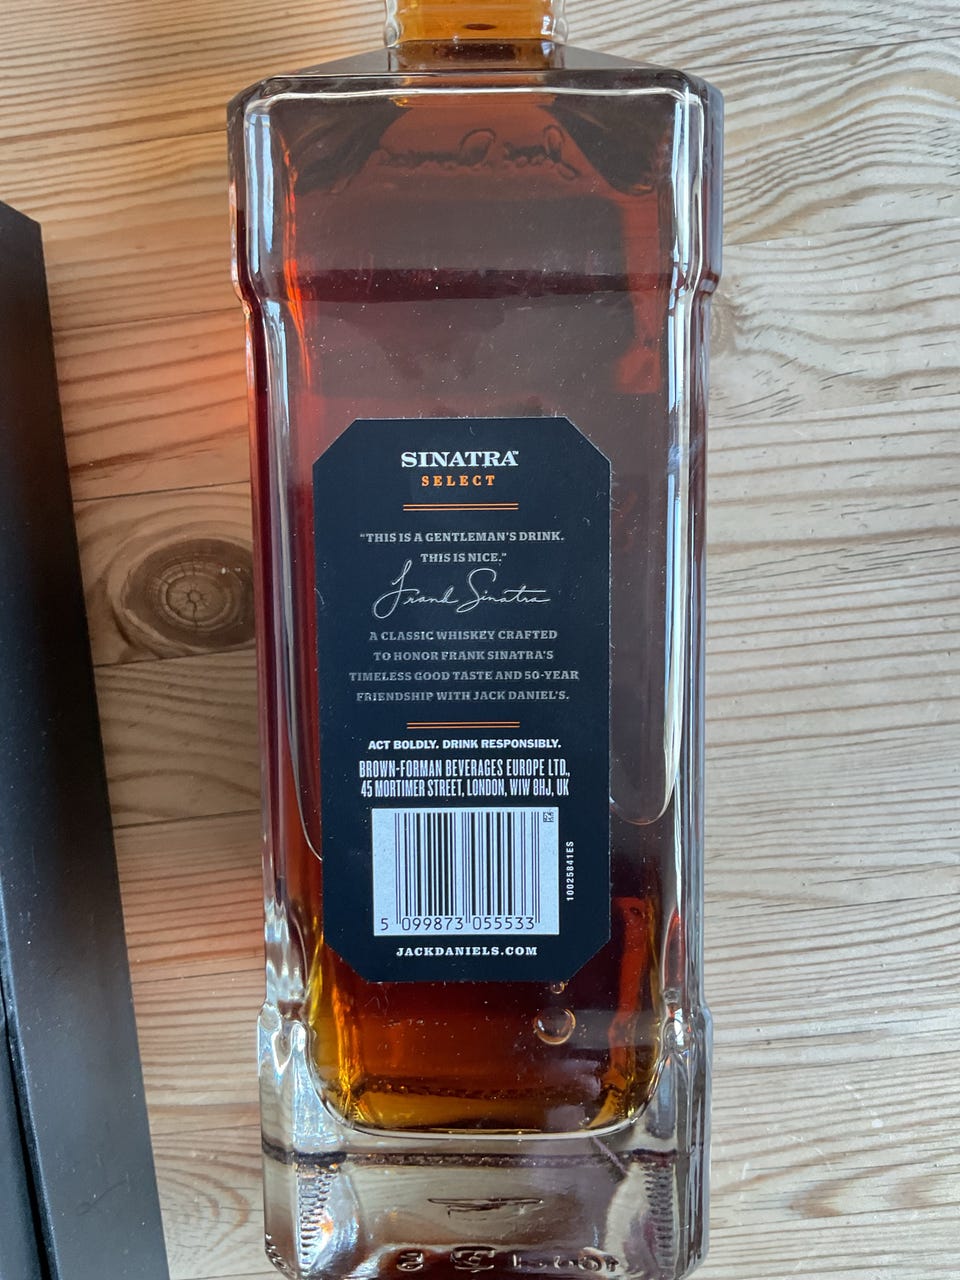 SINATRA™
SELECT
"THIS IS A GENTLEMAN'S DRINK.
THIS IS NICE."
Frank Sinatra
A CLASSIC WHISKEY CRAFTED
TO HONOR FRANK SINATRA'S
TIMELESS GOOD TASTE AND 50-YEAR
FRIENDSHIP WITH JACK DANIEL'S.
ACT BOLDLY. DRINK RESPONSIBLY.
BROWN-FORMAN BEVERAGES EUROPE LTD.,
45 MORTIMER STREET, LONDON, W1W 8HJ, UK
10025841ES
5 099873 055533
JACKDANIELS.COM